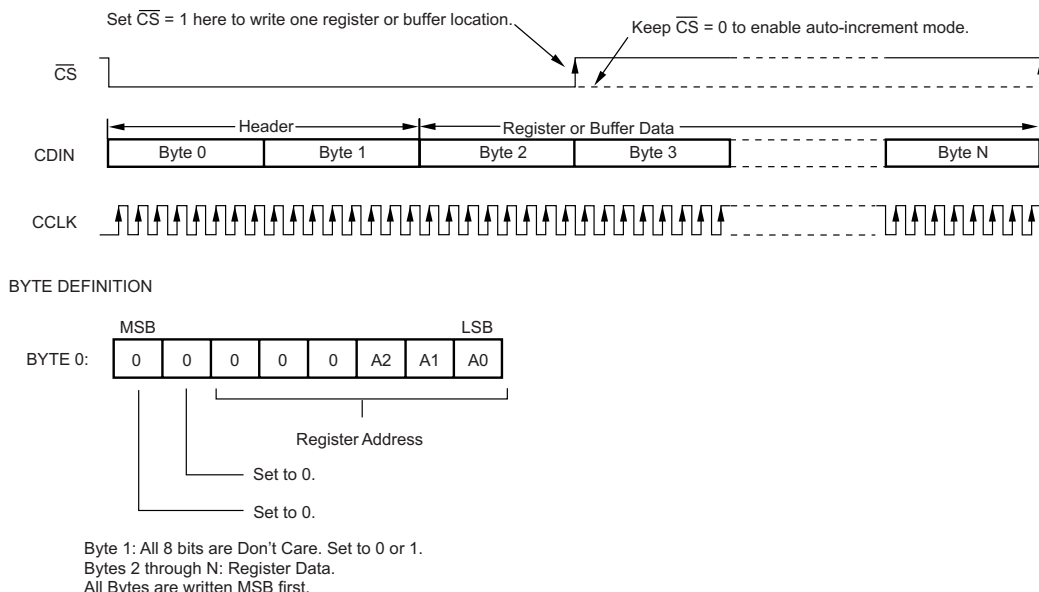 Set CS = 1 here to write one register or buffer location.
Keep CS = 0 to enable auto-increment mode.
CS
Header
Register or Buffer Data
CDIN
Byte 0
Byte 1
Byte 2
Byte 3
Byte N
CCLK
BYTE DEFINITION
MSB
LSB
BYTE 0:
0 0 0 0 0 A2 A1 A0
Register Address
Set to 0.
Set to 0.
Byte 1: All 8 bits are Don’t Care. Set to 0 or 1.
Bytes 2 through N: Register Data.
All Bytes are written MSB first.